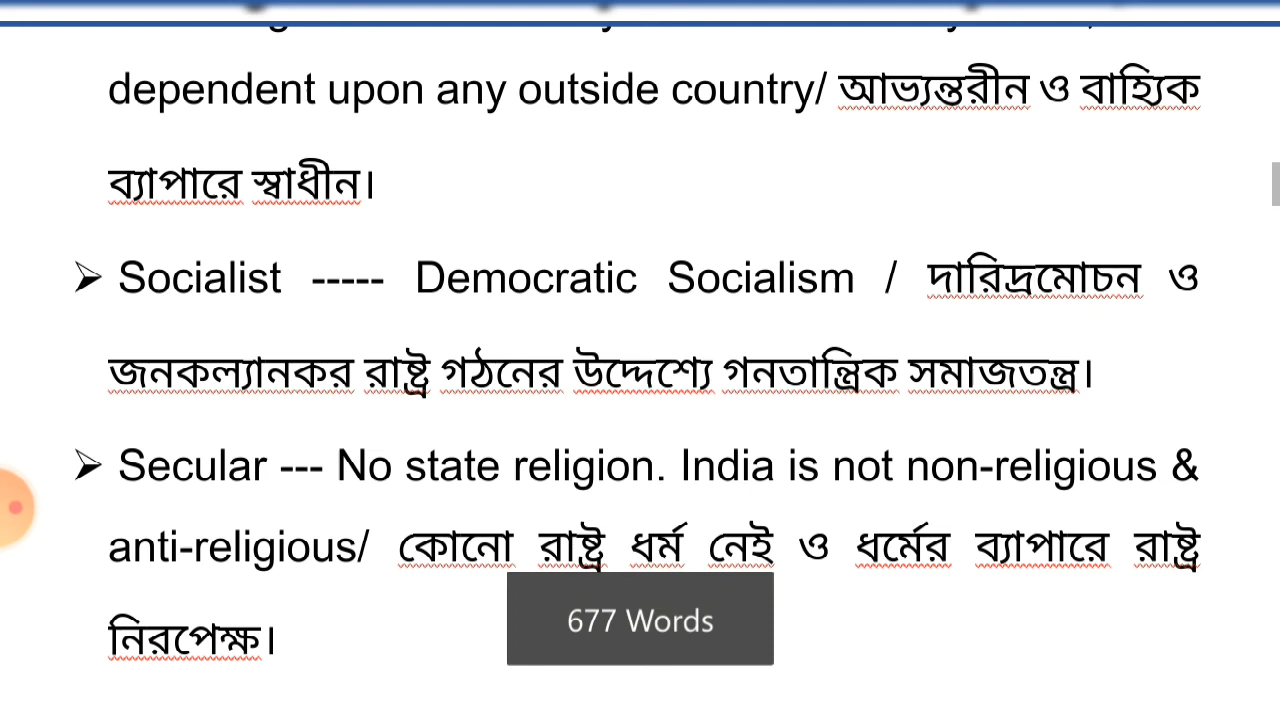 dependent upon any outside country/ আভ্যন্তরীন ও বাহ্যিক
ব্যাপারে স্বাধীন।
➢ Socialist ----- Democratic Socialism / দারিদ্রমোচন ও
জনকল্যানকর রাষ্ট্র গঠনের উদ্দেশ্যে গনতান্ত্রিক সমাজতন্ত্র।
➢ Secular --- No state religion. India is not non-religious &
anti-religious/ কোনো রাষ্ট্র ধর্ম নেই ও ধর্মের ব্যাপারে রাষ্ট্র
নিরপেক্ষ।
677 Words